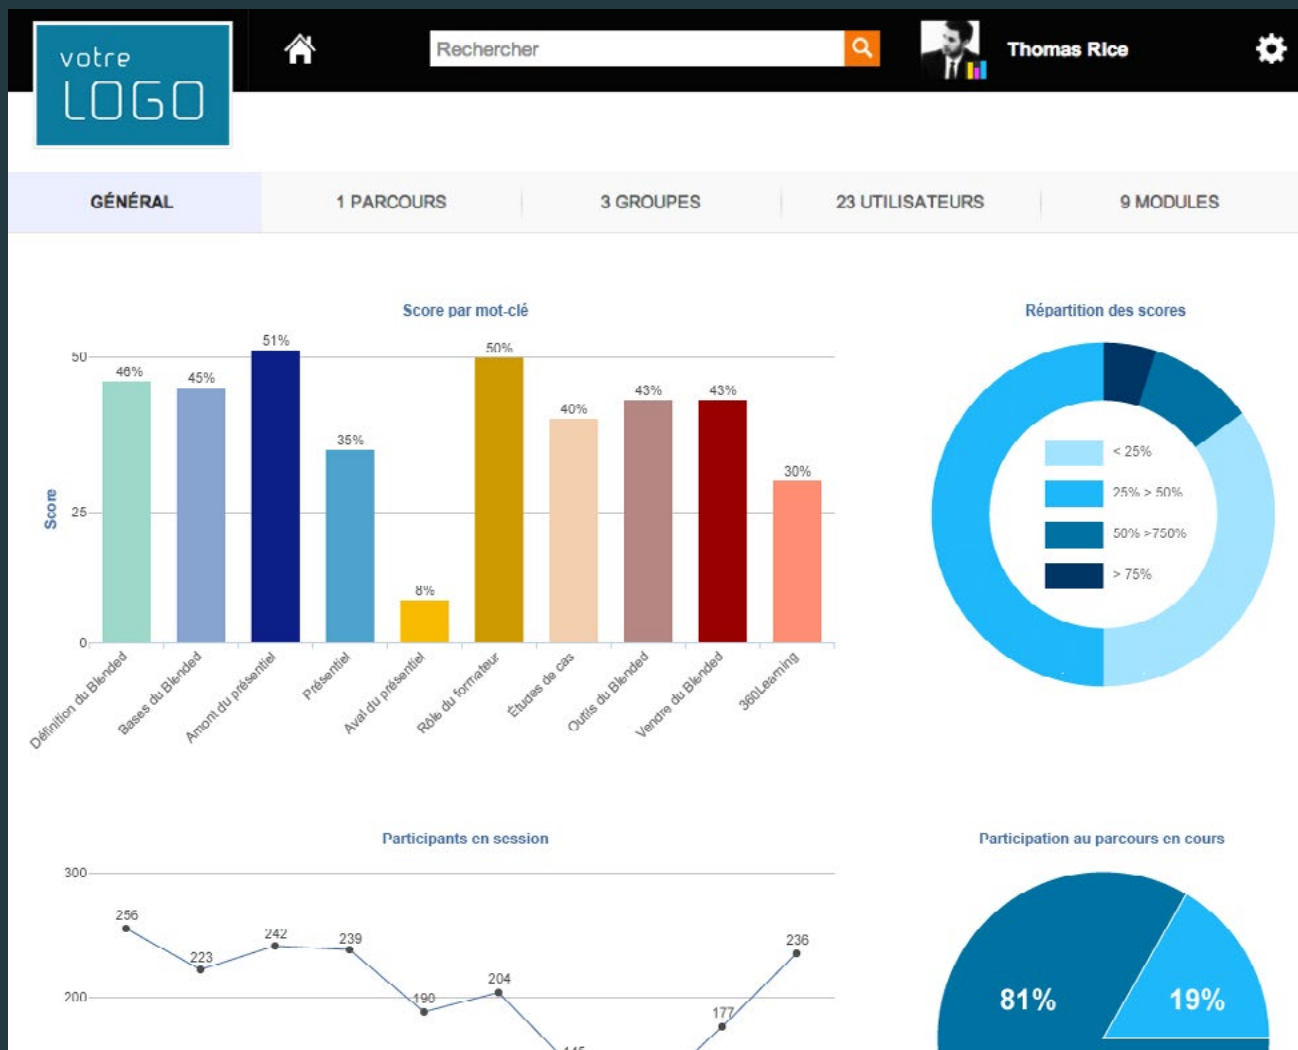 votre
LOGO
Rechercher
Thomas Rice
GÉNÉRAL
1 PARCOURS
3 GROUPES
23 UTILISATEURS
9 MODULES
Score par mot-clé
50
25
0
Score
46%
45%
51%
35%
8%
50%
40%
43%
43%
30%
Définition du Blended
Bases du Blended
Amont du présentiel
Présentiel
Aval du présentiel
Rôle du formateur
Études de cas
Outils du Blended
Vendre du Blended
360Learning
Répartition des scores
< 25%
25% > 50%
50% >750%
> 75%
Participants en session
300
200
256
223
242
239
190
204
177
236
Participation au parcours en cours
81%
19%